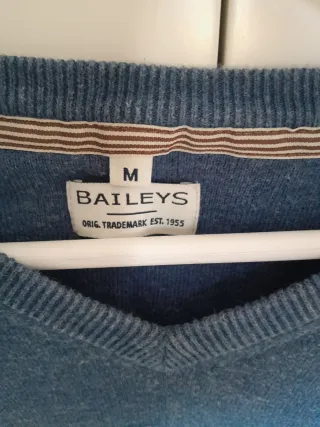 M
BAILEYS
ORIG. TRADEMARK EST. 1955